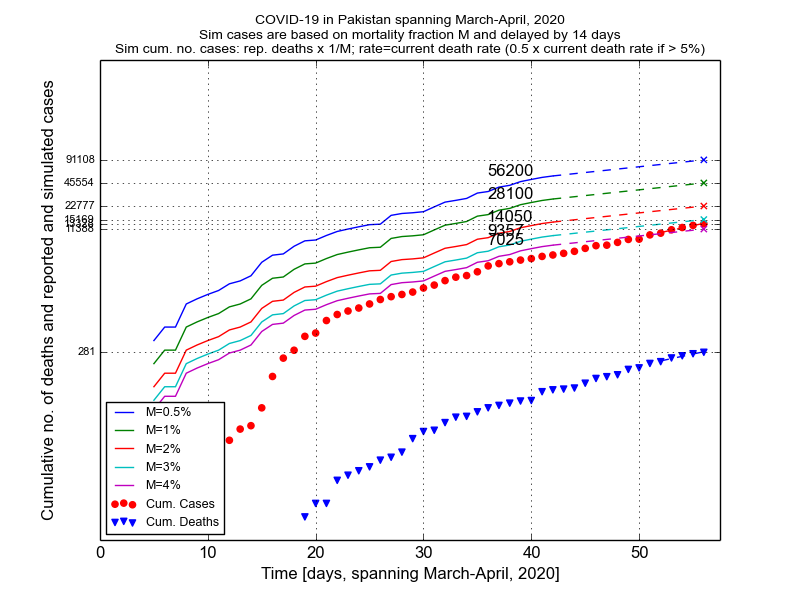 COVID-19 in Pakistan spanning March-April, 2020
Sim cases are based on mortality fraction M and delayed by 14 days
Sim cum. no. cases: rep. deaths x 1/M; rate=current death rate (0.5 x current death rate if > 5%)
Cumulative no. of deaths and reported and simulated cases
91108
45554
22777
15169
11388
281
56200
28100
14050
9357
7025
M=0.5%
M=1%
M=2%
M=3%
M=4%
Cum. Cases
Cum. Deaths
0 10 20 30 40 50
Time [days, spanning March-April, 2020]